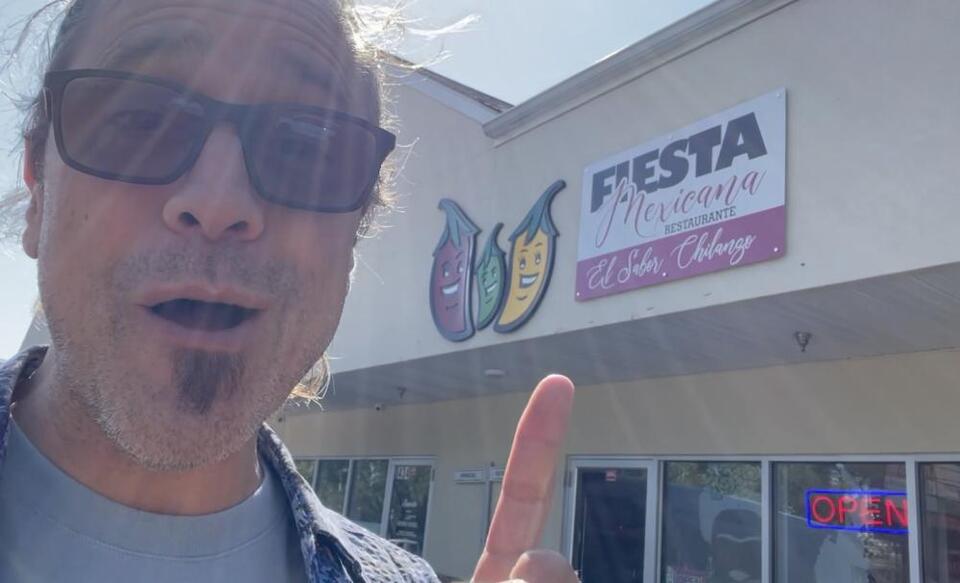 FIESTA
Mexicana
RESTAURANTE
El Sabor Chilango
OPEN